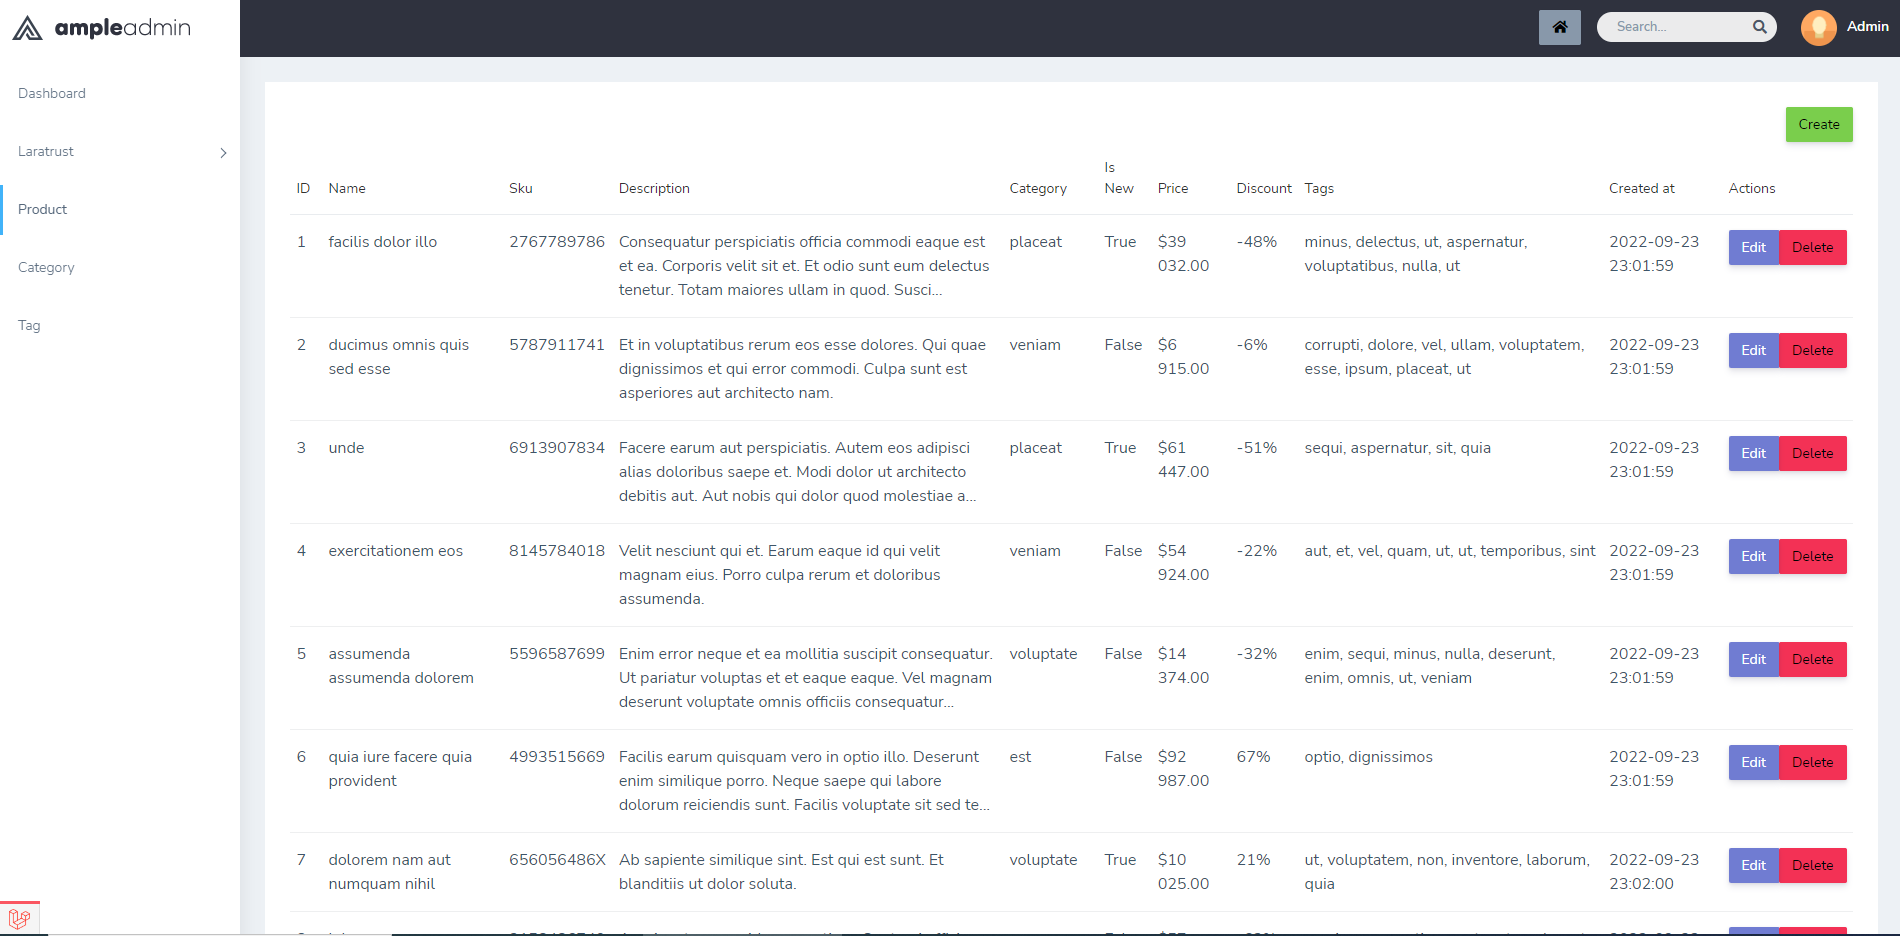 ampleadmin
Search...
Admin
Dashboard
Laratrust
Product
Category
Tag
Create
ID Name Sku Description Category Is New Price Discount Tags Created at Actions
1 facilis dolor illo 2767789786 Consequatur perspiciatis officia commodi eaque est placeat True $39 -48% minus, delectus, ut, aspernatur, 2022-09-23 Edit Delete
et ea. Corporis velit sit et. Et odio sunt eum delectus 032.00 voluptatibus, nulla, ut 23:01:59
tenetur. Totam maiores ullam in quod. Susci...
2 ducimus omnis quis 5787911741 Et in voluptatibus rerum eos esse dolores. Qui quae veniam False $6 -6% corrupti, dolore, vel, ullam, voluptatem, 2022-09-23 Edit Delete
sed esse dignissimos et qui error commodi. Culpa sunt est 915.00 esse, ipsum, placeat, ut 23:01:59
asperiores aut architecto nam.
3 unde 6913907834 Facere earum aut perspiciatis. Autem eos adipisci placeat True $61 -51% sequi, aspernatur, sit, quia 2022-09-23 Edit Delete
alias doloribus saepe et. Modi dolor ut architecto 447.00 23:01:59
debitis aut. Aut nobis qui dolor quod molestiae a...
4 exercitationem eos 8145784018 Velit nesciunt qui et. Earum eaque id qui velit veniam False $54 -22% aut, et, vel, quam, ut, ut, temporibus, sint 2022-09-23 Edit Delete
magnam eius. Porro culpa rerum et doloribus 924.00 23:01:59
assumenda.
5 assumenda 5596587699 Enim error neque et ea mollitia suscipit consequatur. voluptate False $14 -32% enim, sequi, minus, nulla, deserunt, 2022-09-23 Edit Delete
assumenda dolorem Ut pariatur voluptas et et eaque eaque. Vel magnam 374.00 enim, omnis, ut, veniam 23:01:59
deserunt voluptate omnis officiis consequatur...
6 quia iure facere quia 4993515669 Facilis earum quisquam vero in optio illo. Deserunt est False $92 67% optio, dignissimos 2022-09-23 Edit Delete
provident enim similique porro. Neque saepe qui labore 987.00 23:01:59
dolorum reiciendis sunt. Facilis voluptate sit sed te...
7 dolorem nam aut 656056486X Ab sapiente similique sint. Est qui est sunt. Et voluptate True $10 21% ut, voluptatem, non, inventore, laborum, 2022-09-23 Edit Delete
numquam nihil blanditiis ut dolor soluta. 025.00 quia 23:02:00